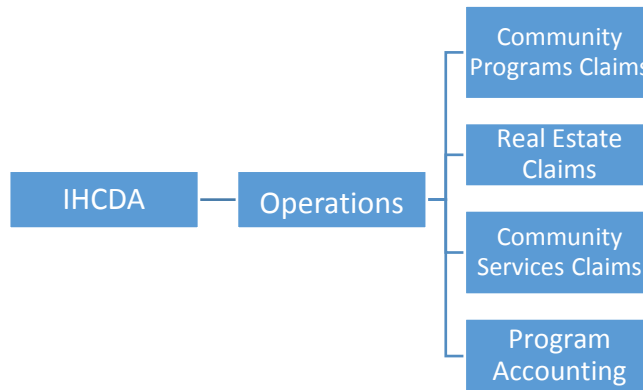 Community
Programs Claims
Real Estate
Claims
IHCDA
Operations
Community
Services Claims
Program
Accounting